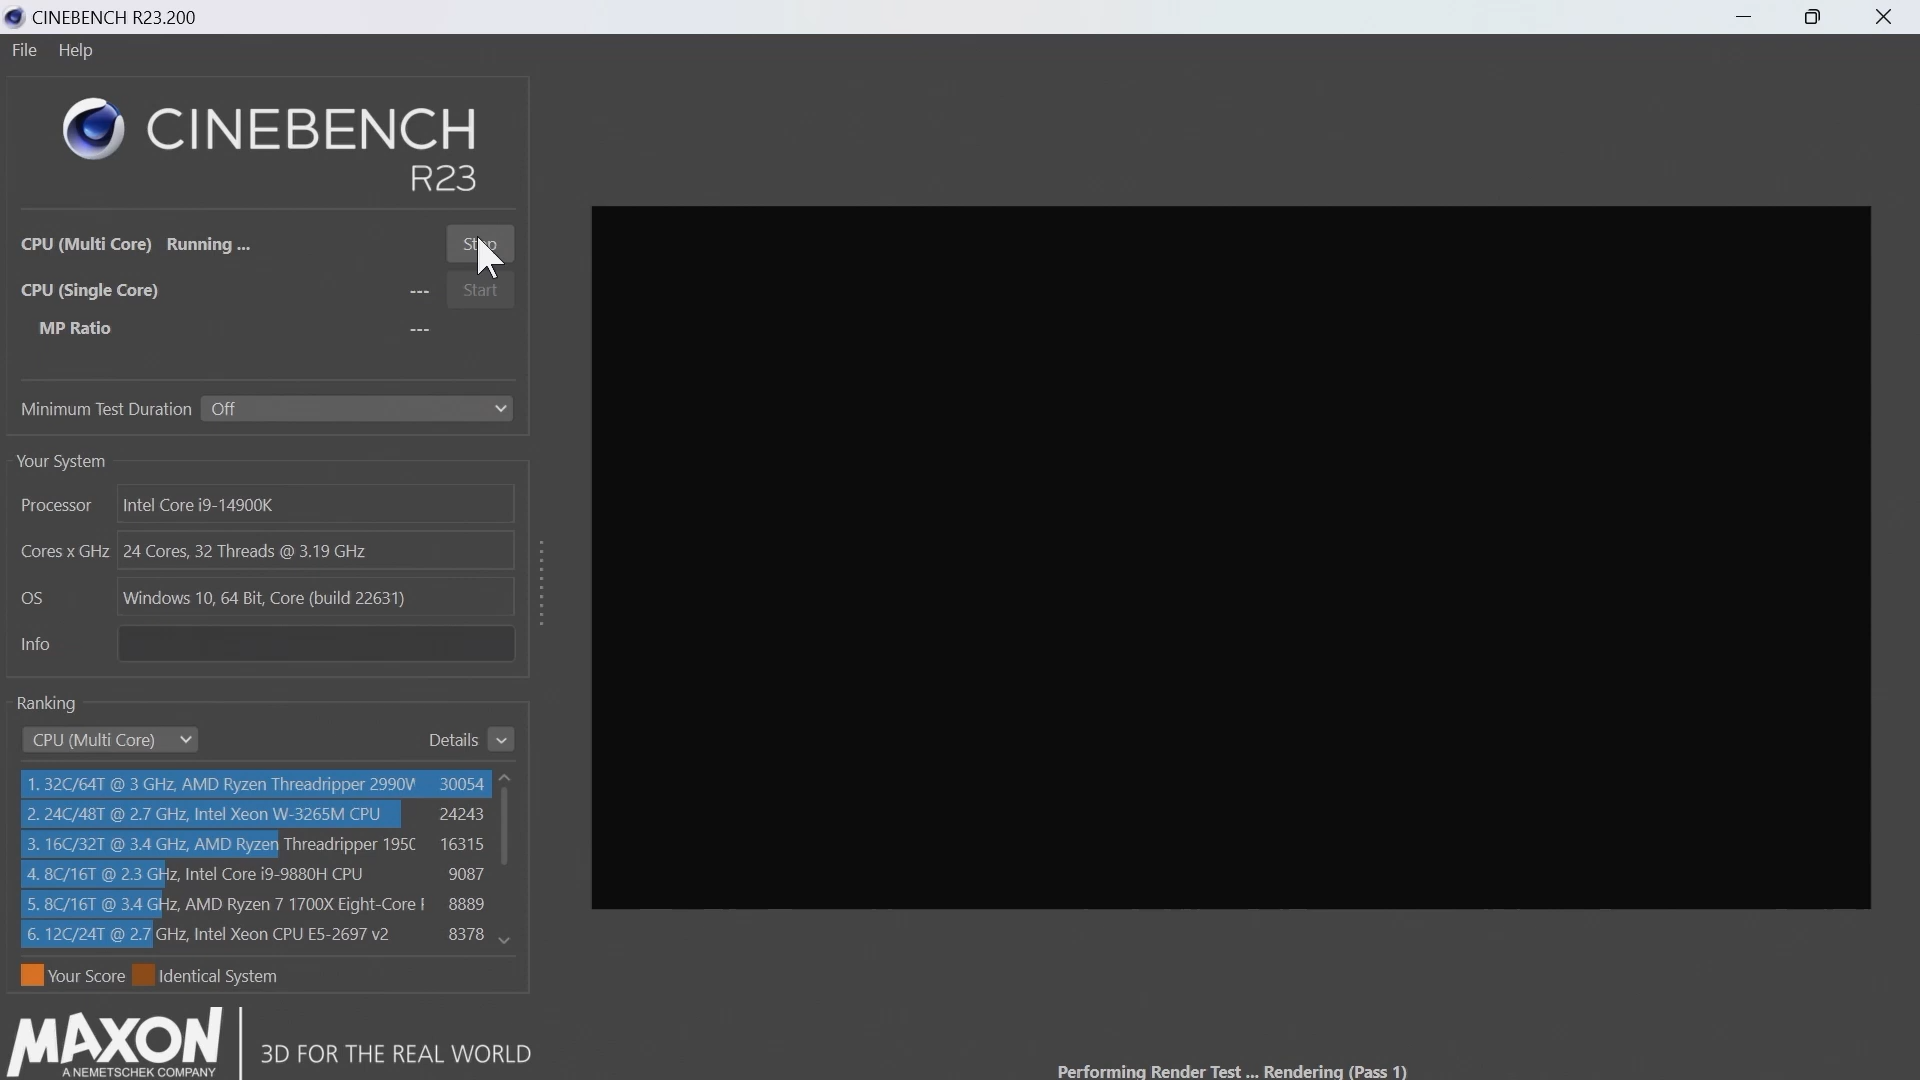 CINEBENCH R23.200
File Help
CINEBENCH
R23
CPU (Multi Core) Running ... Stop
CPU (Single Core) --- Start
MP Ratio ---
Minimum Test Duration Off
Your System
Processor Intel Core i9-14900K
Cores x GHz 24 Cores, 32 Threads @ 3.19 GHz
OS Windows 10, 64 Bit, Core (build 22631)
Info
Ranking
CPU (Multi Core) Details
1. 32C/64T @ 3 GHz, AMD Ryzen Threadripper 2990W 30054
2. 24C/48T @ 2.7 GHz, Intel Xeon W-3265M CPU 24243
3. 16C/32T @ 3.4 GHz, AMD Ryzen Threadripper 1950 16315
4. 8C/16T @ 2.3 GHz, Intel Core i9-9880H CPU 9087
5. 8C/16T @ 3.4 GHz, AMD Ryzen 7 1700X Eight-Core 8889
6. 12C/24T @ 2.7 GHz, Intel Xeon CPU E5-2697 v2 8378
Your Score Identical System
MAXON
A NEMETSCHEK COMPANY
3D FOR THE REAL WORLD
Performing Render Test ... Rendering (Pass 1)